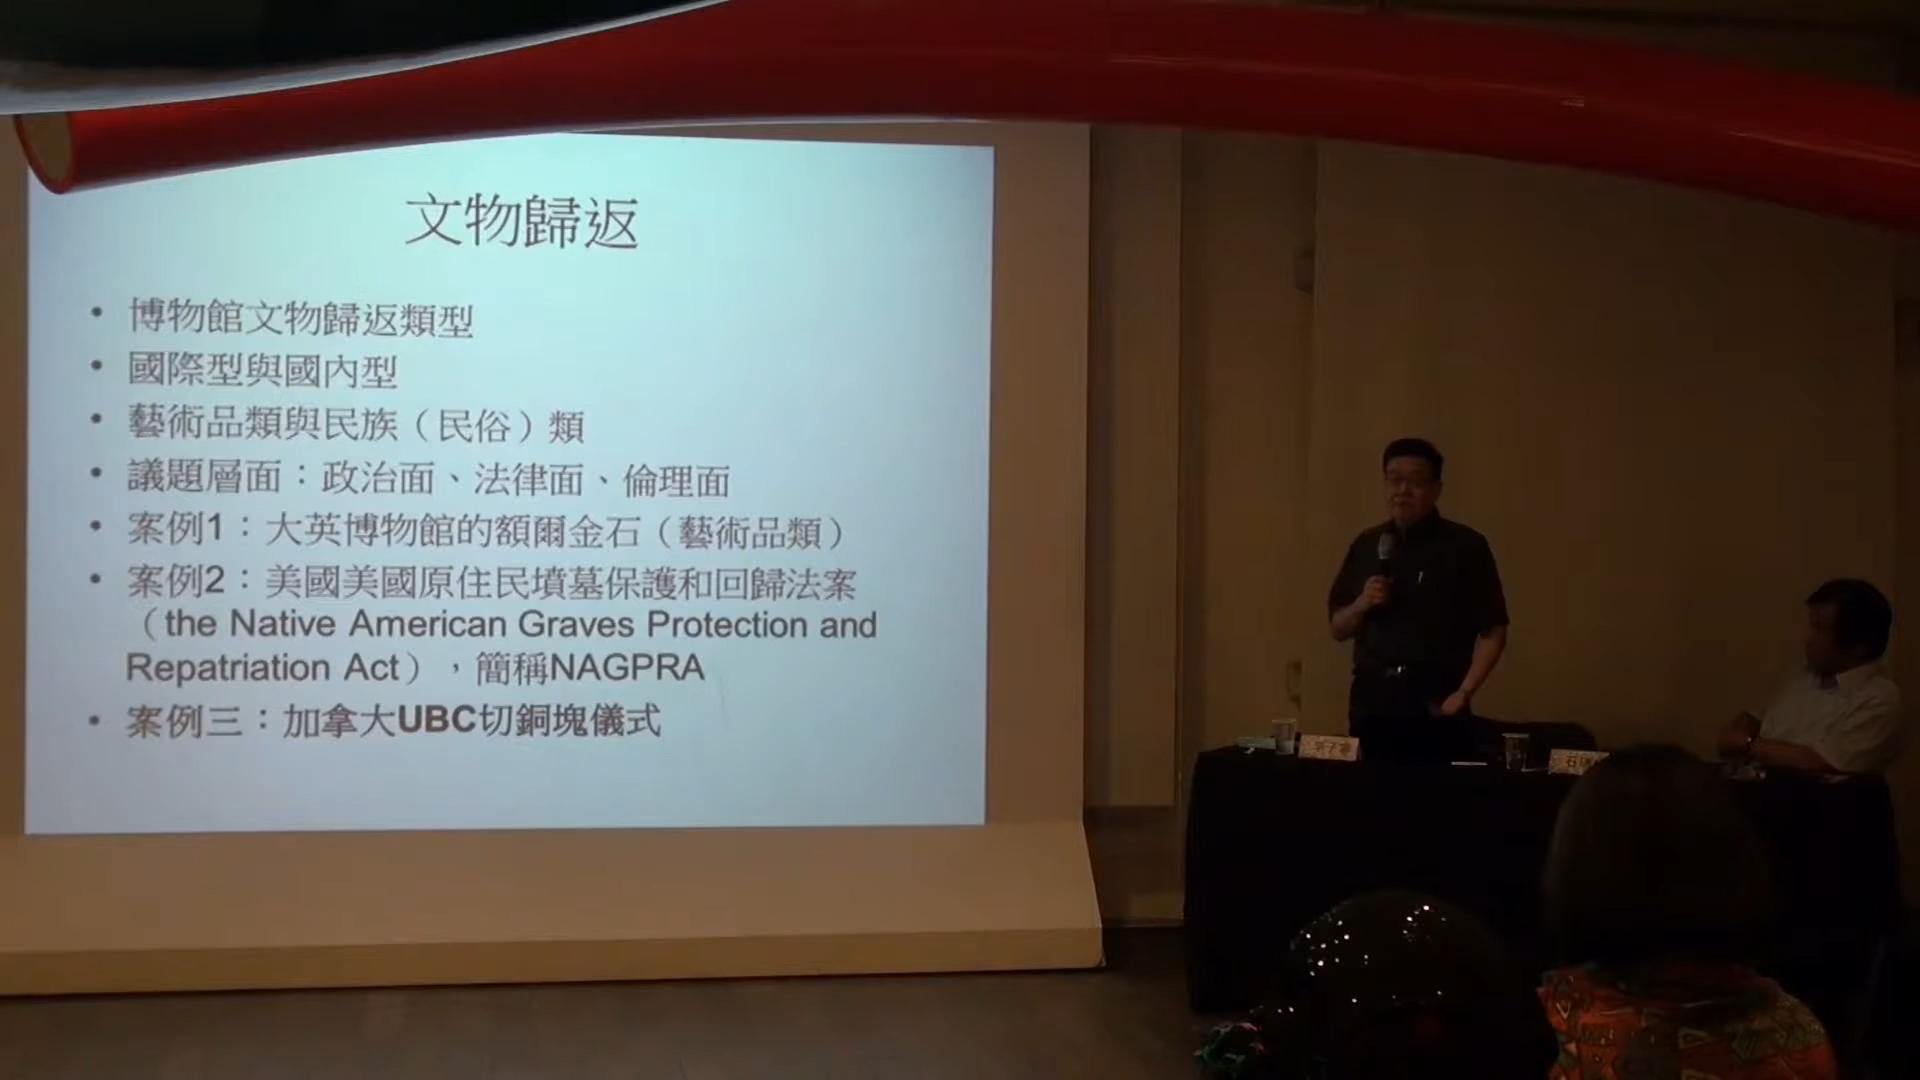 文物歸返
• 博物館文物歸返類型
• 國際型與國內型
• 藝術品類與民族（民俗）類
• 議題層面：政治面、法律面、倫理面
• 案例1：大英博物館的額爾金石（藝術品類）
• 案例2：美國美國原住民墳墓保護和回歸法案
（the Native American Graves Protection and
Repatriation Act），簡稱NAGPRA
• 案例三：加拿大UBC切銅塊儀式